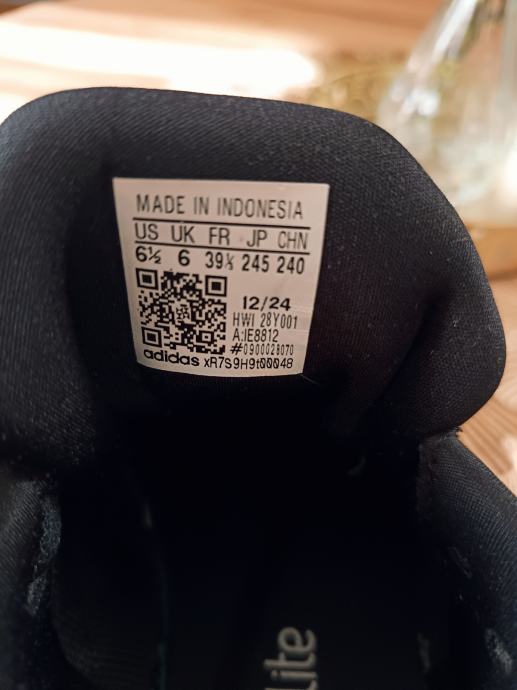 MADE IN INDONESIA
US UK FR JP CHN
6½ 6 39⅓ 245 240
12/24
HWI 28Y001
A:IE8812
#0900028070
adidas xR7S9H9t00048
lite